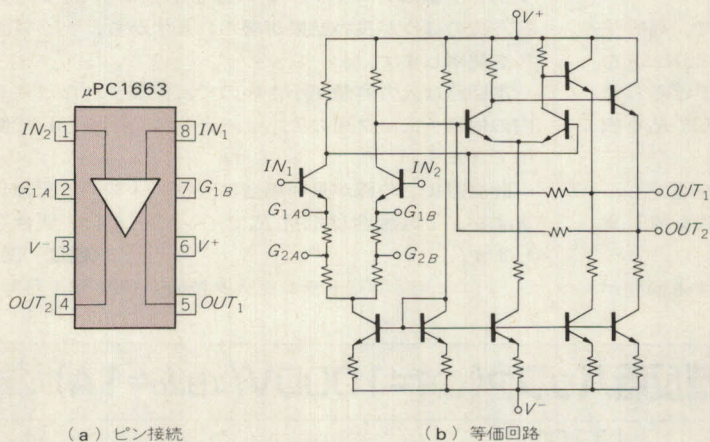 μPC1663
IN2 1
8 IN1
G1A 2
7 G1B
V− 3
6 V+
OUT2 4
5 OUT1
(a) ピン接続
V+
IN1
IN2
G1A
G1B
G2A
G2B
OUT1
OUT2
V−
(b) 等価回路